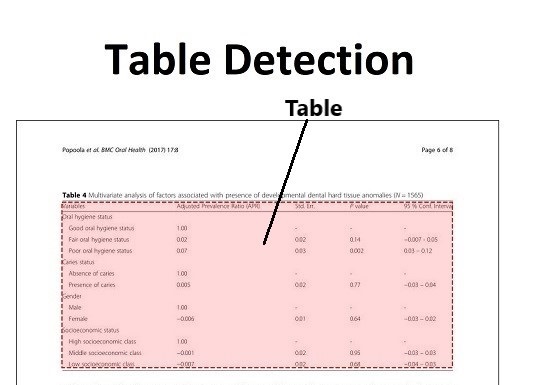 Table Detection
Table
Popoola et al. BMC Oral Health (2017) 17:8 Page 6 of 8
Table 4 Multivariate analysis of factors associated with presence of developmental dental hard tissue anomalies (N = 1565)
Variables Adjusted Prevalence Ratio (APR) Std. Err. P value 95 % Conf. Interval
Oral hygiene status
Good oral hygiene status 1.00 - - -
Fair oral hygiene status 0.02 0.02 0.14 −0.007 - 0.05
Poor oral hygiene status 0.07 0.03 0.002 0.03 – 0.12
Caries status
Absence of caries 1.00 - - -
Presence of caries 0.005 0.02 0.77 −0.03 – 0.04
Gender
Male 1.00 - - -
Female −0.006 0.01 0.64 −0.03 – 0.02
Socioeconomic status
High socioeconomic class 1.00 - - -
Middle socioeconomic class −0.001 0.02 0.95 −0.03 – 0.03
Low socioeconomic class −0.007 0.02 0.68 −0.04 – 0.03